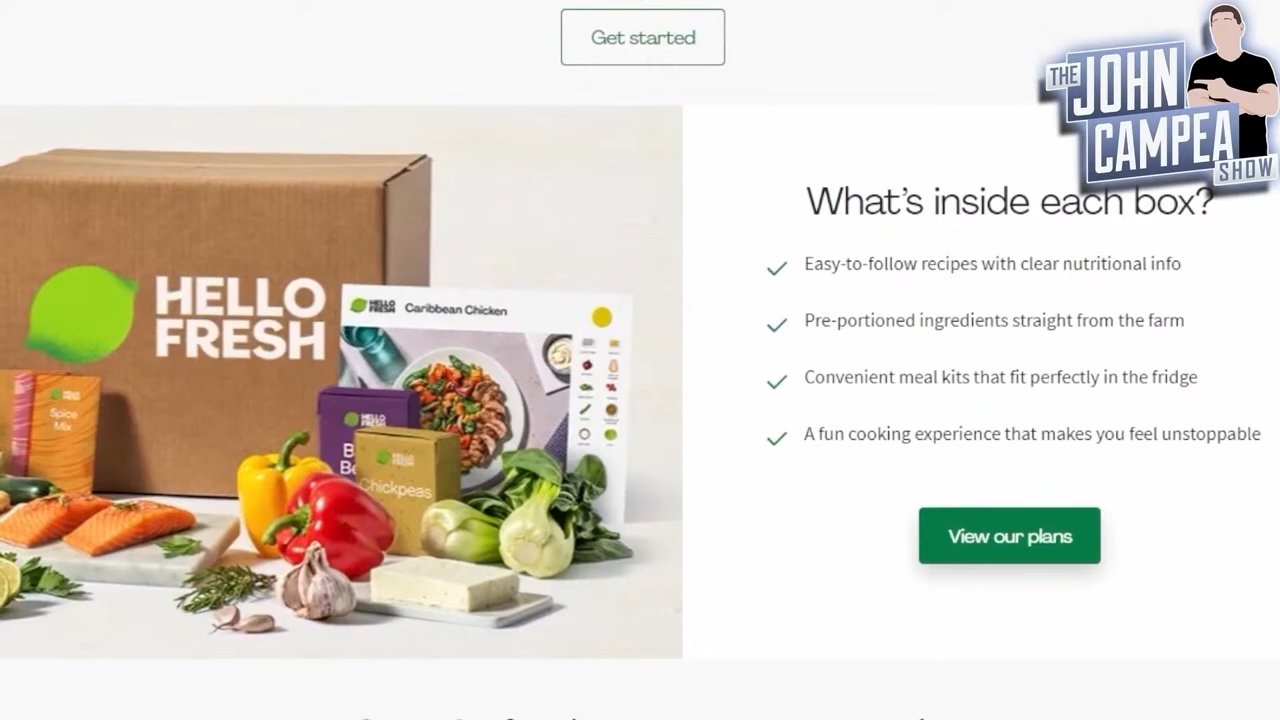 Get started
THE
JOHN
CAMPEA
SHOW
What's inside each box?
Easy-to-follow recipes with clear nutritional info
Pre-portioned ingredients straight from the farm
Convenient meal kits that fit perfectly in the fridge
A fun cooking experience that makes you feel unstoppable
View our plans
HELLO
FRESH
HELLO
FRESH
Caribbean Chicken
Spice
Mix
HELLO
FRESH
Chickpeas